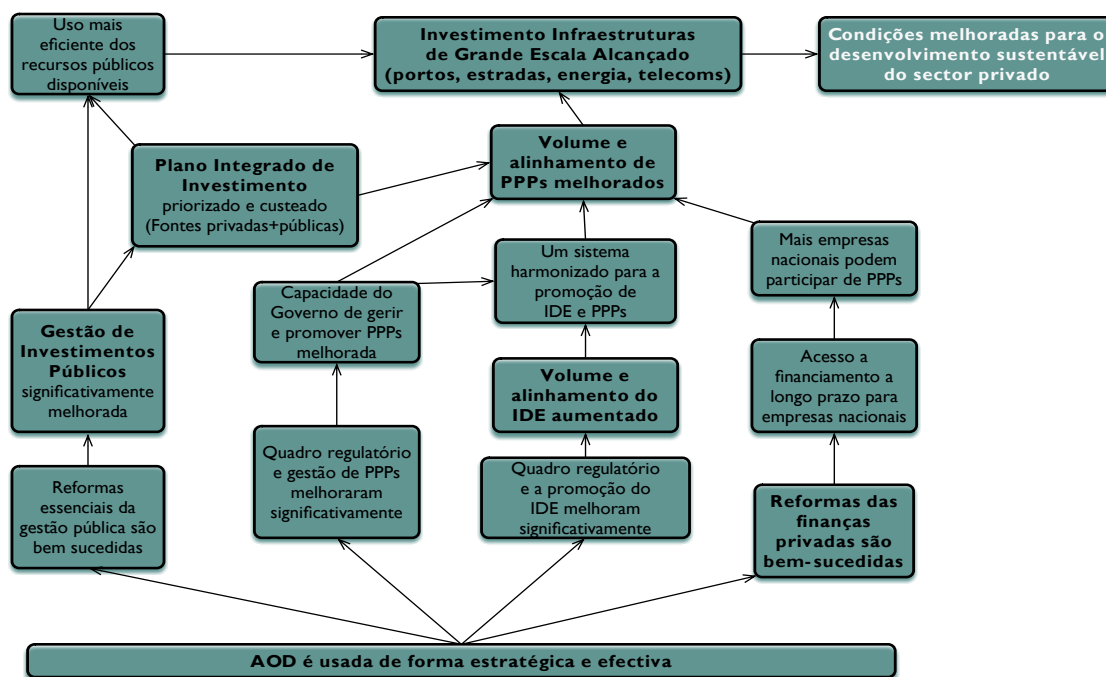 Uso mais
eficiente dos
recursos públicos
disponíveis
Investimento Infraestruturas
de Grande Escala Alcançado
(portos, estradas, energia, telecoms)
Condições melhoradas para o
desenvolvimento sustentável
do sector privado
Plano Integrado de
Investimento
priorizado e custeado
(Fontes privadas+públicas)
Volume e
alinhamento de
PPPs melhorados
Capacidade do
Governo de gerir
e promover PPPs
melhorada
Um sistema
harmonizado para a
promoção de
IDE e PPPs
Mais empresas
nacionais podem
participar de PPPs
Gestão de
Investimentos
Públicos
significativamente
melhorada
Volume e
alinhamento do
IDE aumentado
Acesso a
financiamento a
longo prazo para
empresas nacionais
Reformas
essenciais da
gestão pública são
bem sucedidas
Quadro regulatório
e gestão de PPPs
melhoraram
significativamente
Quadro regulatório
e a promoção do
IDE melhoram
significativamente
Reformas das
finanças
privadas são
bem-sucedidas
AOD é usada de forma estratégica e efectiva